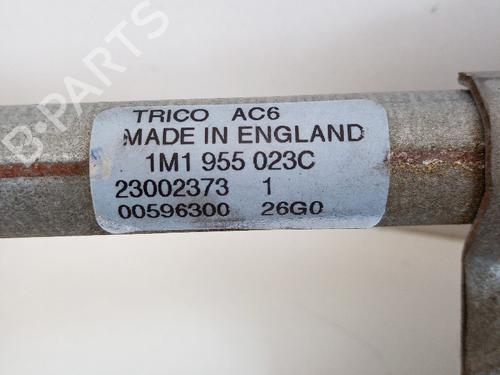 B-PARTS
TRICO AC6
MADE IN ENGLAND
1M1 955 023C
23002373 1
00596300 26G0